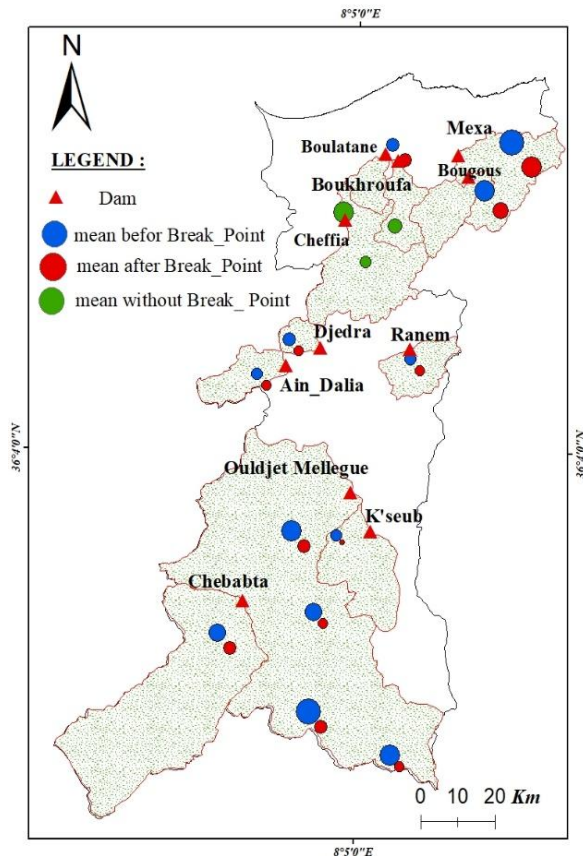 8°5'0"E
N
LEGEND :
Dam
mean befor Break_Point
mean after Break_Point
mean without Break_ Point
Mexa
Boulatane
Bougous
Boukhroufa
Cheffia
Djedra
Ranem
Ain_Dalia
36°4'0"N
36°4'0"N
Ouldjet Mellegue
K'seub
Chebabta
0 10 20 Km
8°5'0"E